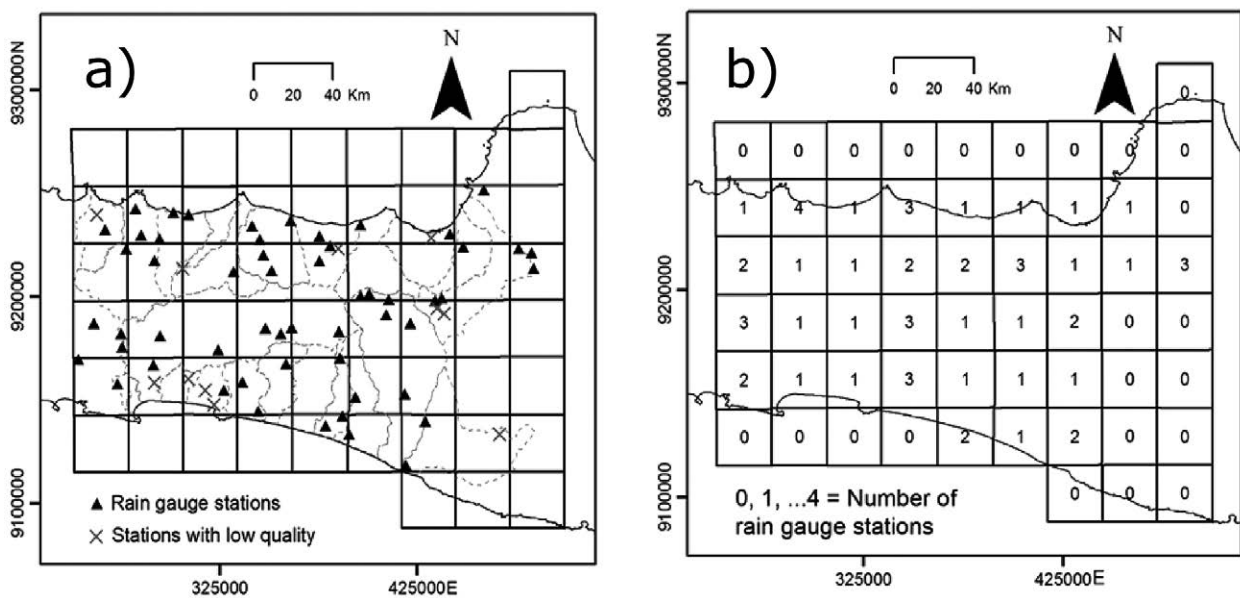 a)
N
0 20 40 Km
9300000N
9200000
9100000
▲ Rain gauge stations
× Stations with low quality
325000 425000E
b)
N
0 20 40 Km
9300000N
9200000
9100000
0
0 0 0 0 0 0 0 0 0
1 4 1 3 1 1 1 1 0
2 1 1 2 2 3 1 1 3
3 1 1 3 1 1 2 0 0
2 1 1 3 1 1 1 0 0
0 0 0 0 2 1 2 0 0
0 0 0
0, 1, ...4 = Number of
rain gauge stations
325000 425000E